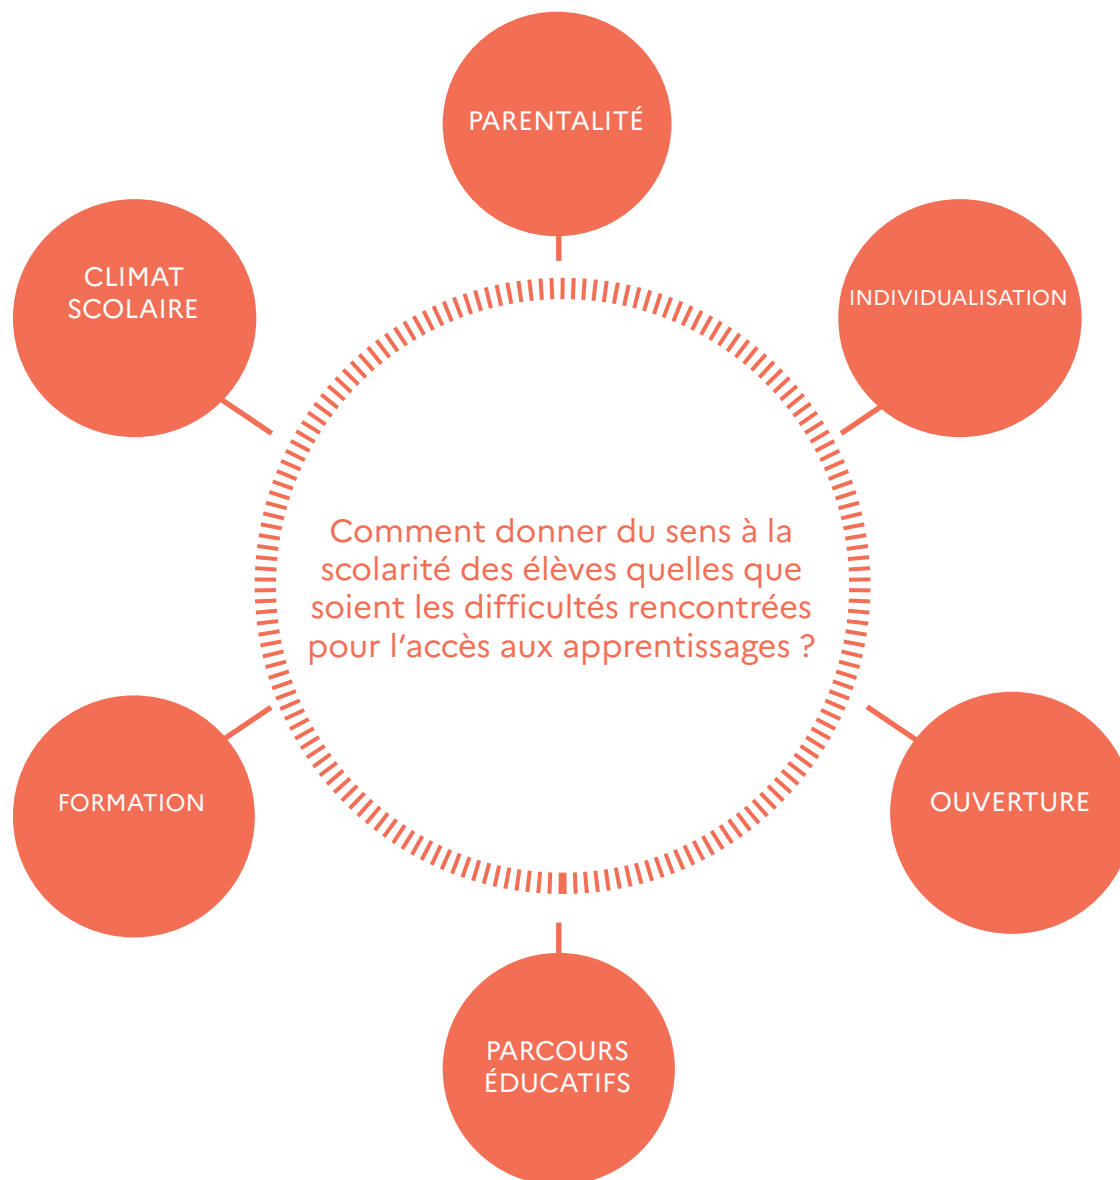 PARENTALITÉ
CLIMAT
SCOLAIRE
INDIVIDUALISATION
Comment donner du sens à la
scolarité des élèves quelles que
soient les difficultés rencontrées
pour l'accès aux apprentissages ?
FORMATION
OUVERTURE
PARCOURS
ÉDUCATIFS